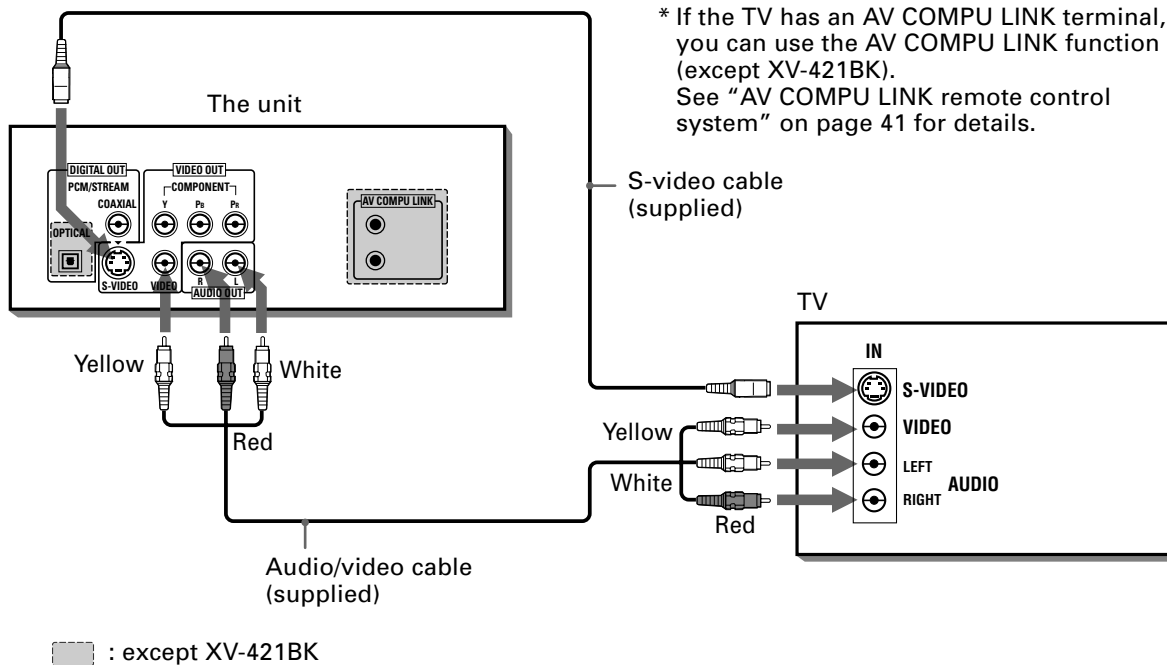 * If the TV has an AV COMPU LINK terminal,
you can use the AV COMPU LINK function
(except XV-421BK).
See “AV COMPU LINK remote control
system” on page 41 for details.
The unit
DIGITAL OUT
PCM/STREAM
COAXIAL
OPTICAL
VIDEO OUT
COMPONENT
Y PB PR
S-VIDEO VIDEO
R L
AUDIO OUT
AV COMPU LINK
S-video cable
(supplied)
Yellow
White
Red
TV
IN
S-VIDEO
VIDEO
LEFT
RIGHT
AUDIO
Yellow
White
Red
Audio/video cable
(supplied)
: except XV-421BK